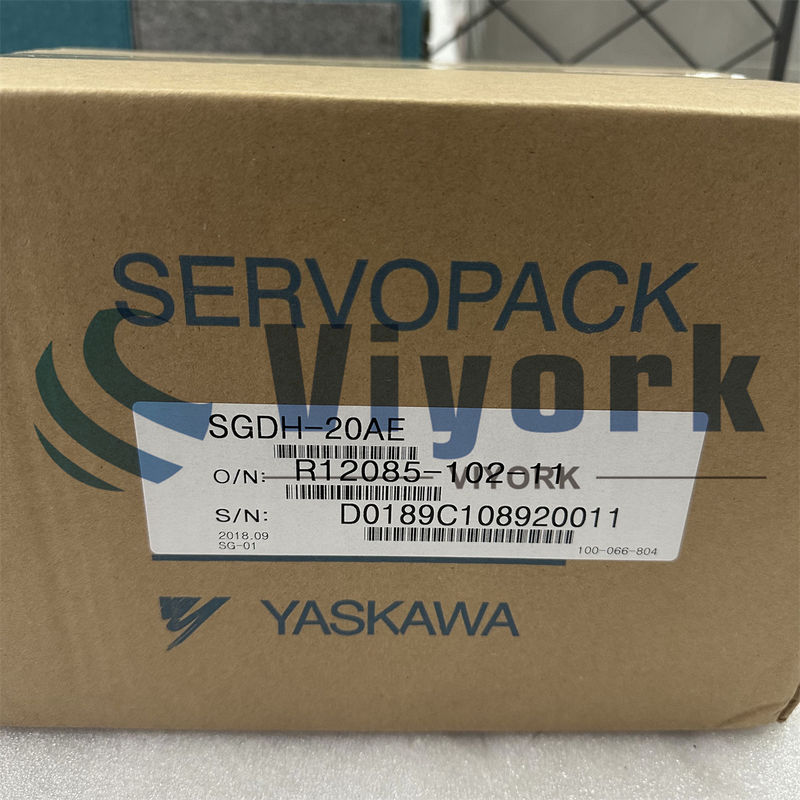 SERVOPACK
Viyork
SGDH-20AE
O/N: R12085-102-11
VIYORK
S/N: D0189C108920011
2018.09
SG-01
100-066-804
YASKAWA